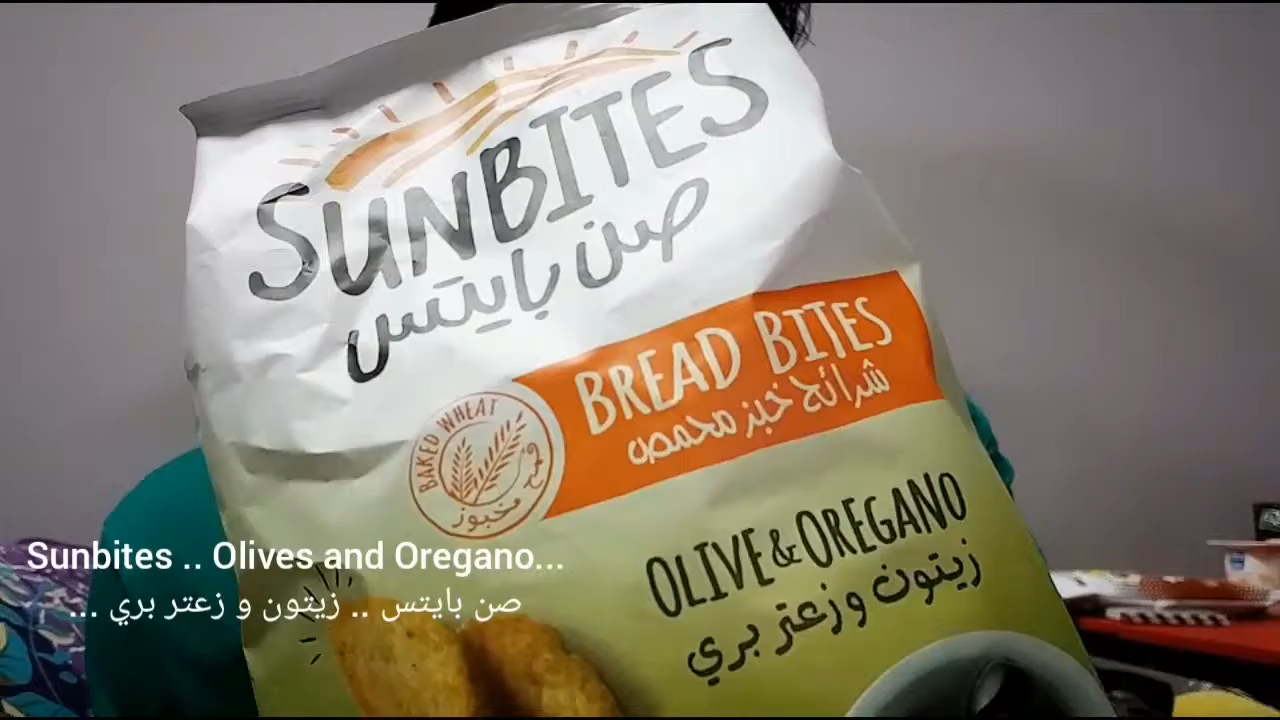 SUNBITES
صن بايتس
BREAD BITES
شرائح خبز محمص
BAKED WHEAT
قمح مخبوز
OLIVE & OREGANO
زيتون و زعتر بري
Sunbites .. Olives and Oregano...
صن بايتس .. زيتون و زعتر بري ...